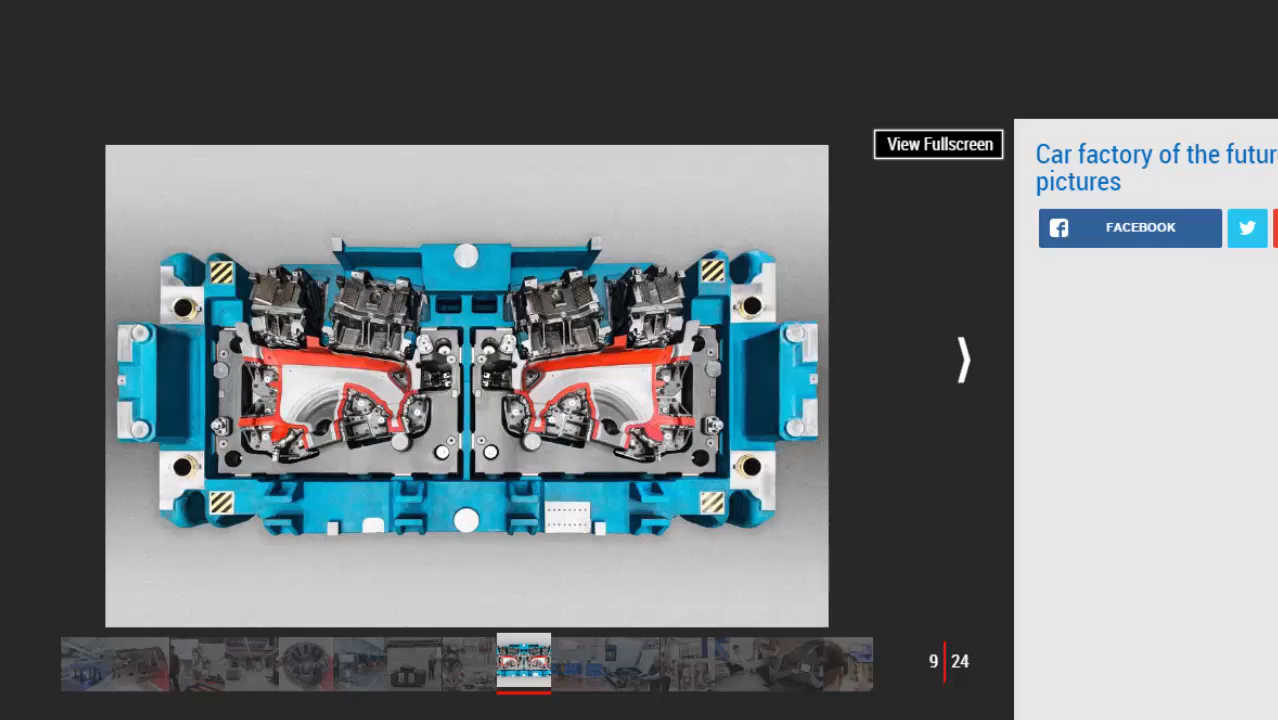 View Fullscreen
Car factory of the futur
pictures
FACEBOOK
9 24